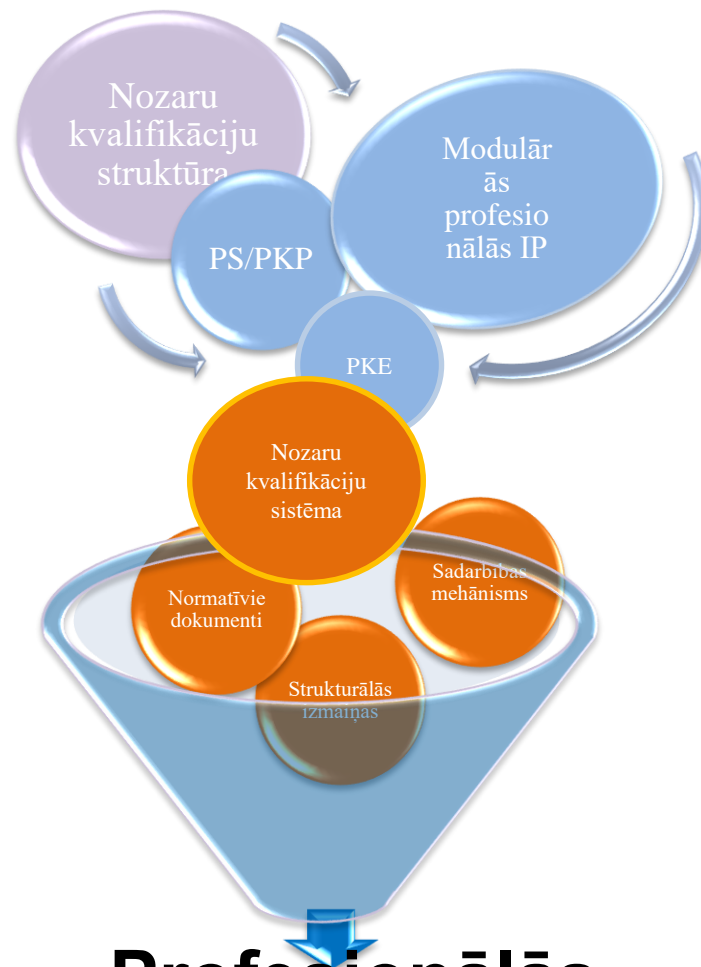 Nozaru
kvalifikāciju
struktūra
Modulār
ās
profesio
nālās IP
PS/PKP
PKE
Nozaru
kvalifikāciju
sistēma
Sadarbības
mehānisms
Normatīvie
dokumenti
Strukturālās
izmaiņas
Profesionālās